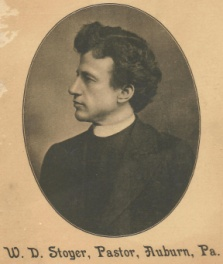 W. D. Stoyer, Pastor, Auburn, Pa.